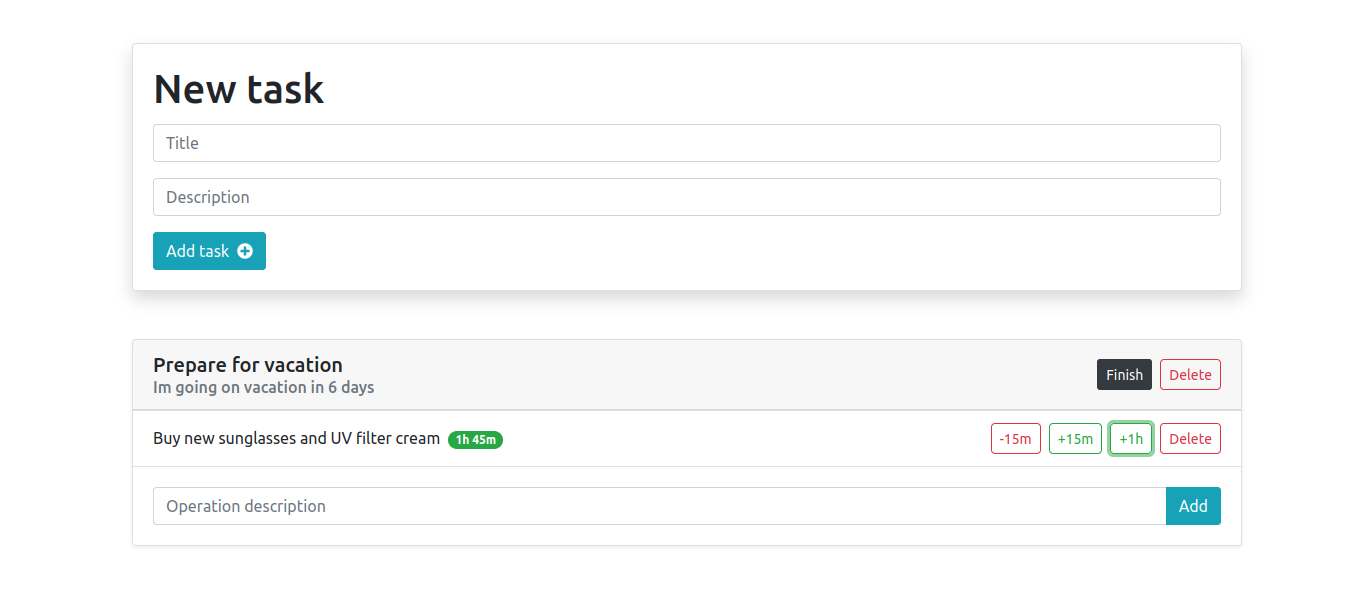 New task
Title
Description
Add task
Prepare for vacation
Im going on vacation in 6 days
Finish Delete
Buy new sunglasses and UV filter cream 1h 45m -15m +15m +1h Delete
Operation description Add